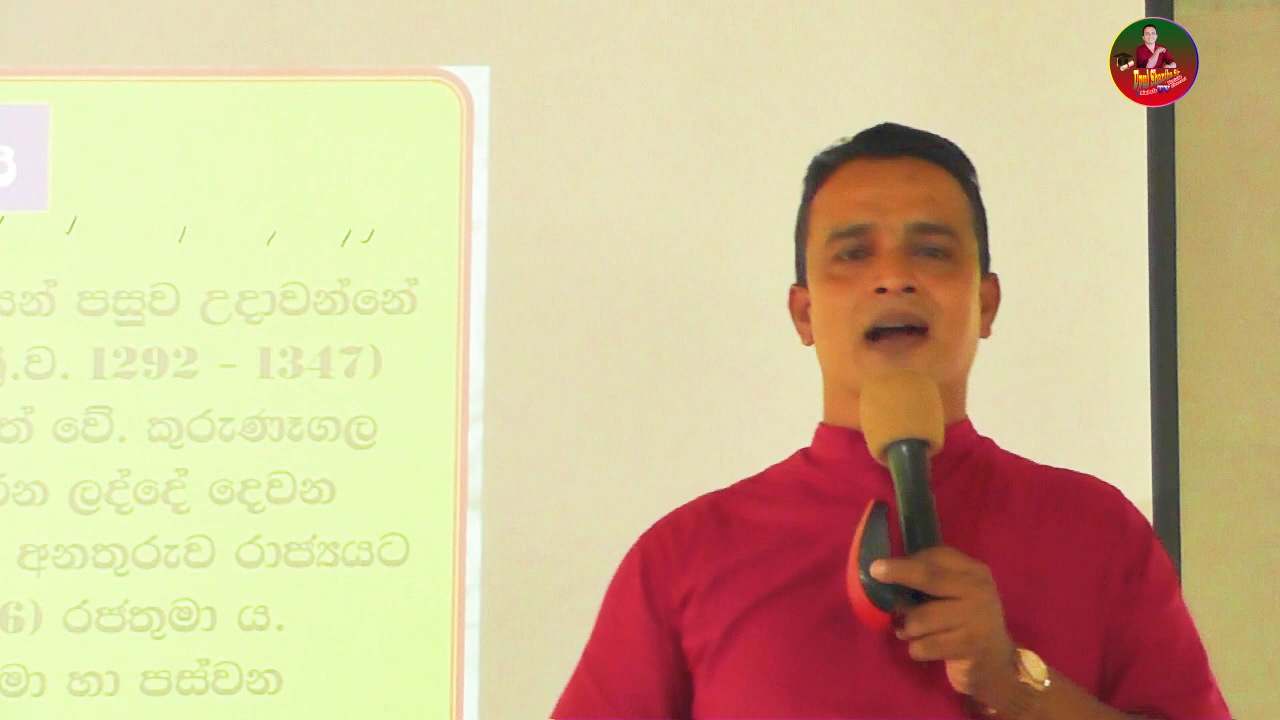 පසුව උදාවන්නේ
ව. 1292 - 1347)
වේ. කුරුණෑගල
ලද්දේ දෙවන
අනතුරුව රාජ්‍යයට
6) රජතුමා ය.
මා හා පස්වන